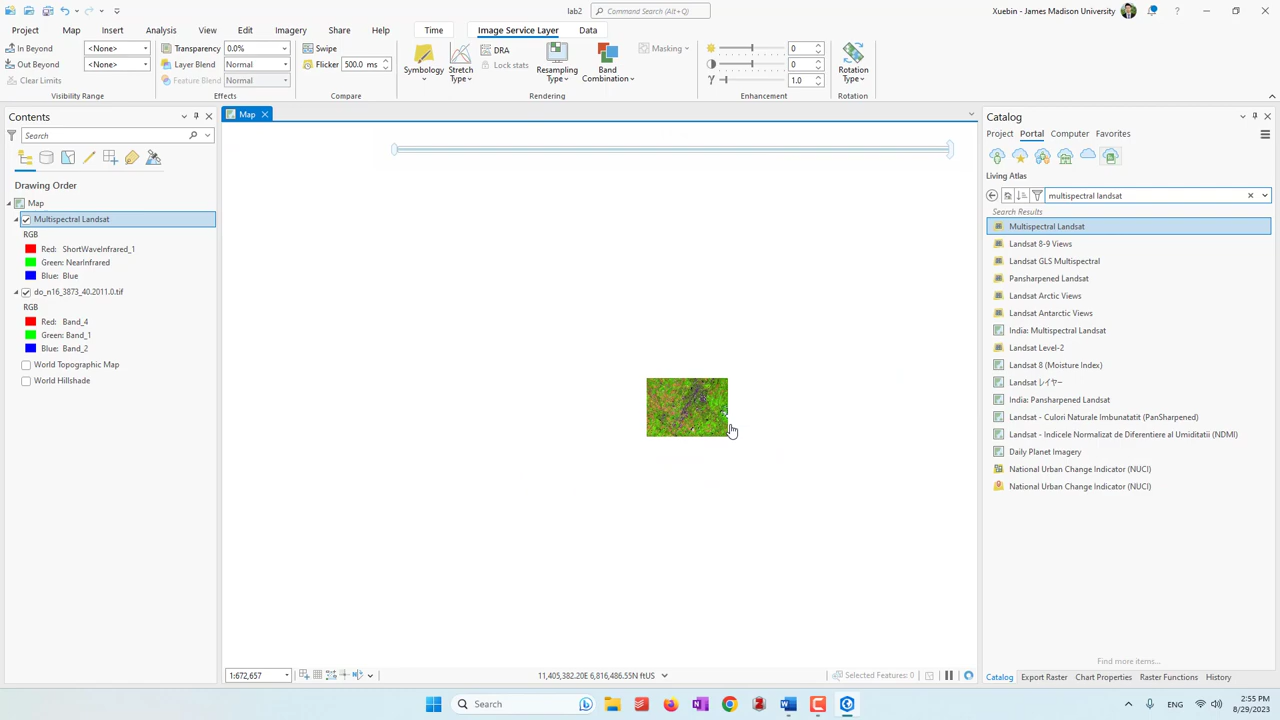 lab2
Command Search (Alt+Q)
Xuebin - James Madison University
Project Map Insert Analysis View Edit Imagery Share Help Time Image Service Layer Data
In Beyond <None>
Out Beyond <None>
Clear Limits
Visibility Range
Transparency 0.0%
Layer Blend Normal
Feature Blend Normal
Effects
Swipe
Flicker 500.0 ms
Compare
Symbology
Stretch Type
DRA
Lock stats
Resampling Type
Band Combination
Masking
Rendering
0
0
1.0
Enhancement
Rotation Type
Rotation
Contents
Search
Drawing Order
Map
Multispectral Landsat
RGB
Red: ShortWaveInfrared_1
Green: NearInfrared
Blue: Blue
do_n16_3873_40.2011.0.tif
RGB
Red: Band_4
Green: Band_1
Blue: Band_2
World Topographic Map
World Hillshade
Map
1:672,657
11,405,382.20E 6,816,486.55N ftUS
Selected Features: 0
Catalog
Project Portal Computer Favorites
Living Atlas
multispectral landsat
Search Results
Multispectral Landsat
Landsat 8-9 Views
Landsat GLS Multispectral
Pansharpened Landsat
Landsat Arctic Views
Landsat Antarctic Views
India: Multispectral Landsat
Landsat Level-2
Landsat 8 (Moisture Index)
Landsat レイヤー
India: Pansharpened Landsat
Landsat - Culori Naturale Imbunatatit (PanSharpened)
Landsat - Indicele Normalizat de Diferentiere al Umiditatii (NDMI)
Daily Planet Imagery
National Urban Change Indicator (NUCI)
National Urban Change Indicator (NUCI)
Find more items...
Catalog Export Raster Chart Properties Raster Functions History
Search
ENG
2:55 PM
8/29/2023